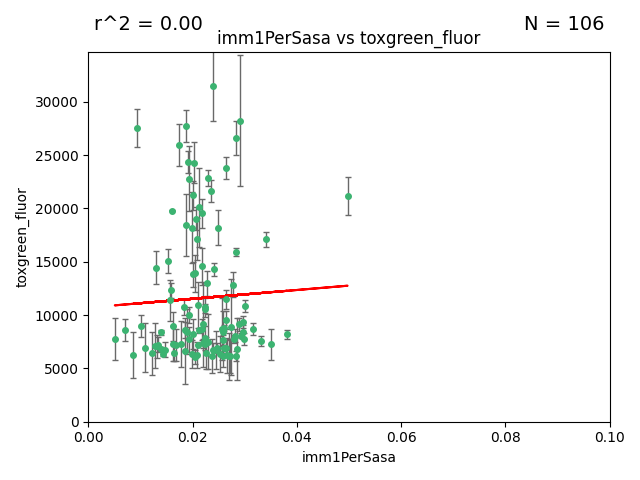 r^2 = 0.00
N = 106
imm1PerSasa vs toxgreen_fluor
30000
25000
20000
15000
10000
5000
0
toxgreen_fluor
0.00 0.02 0.04 0.06 0.08 0.10
imm1PerSasa